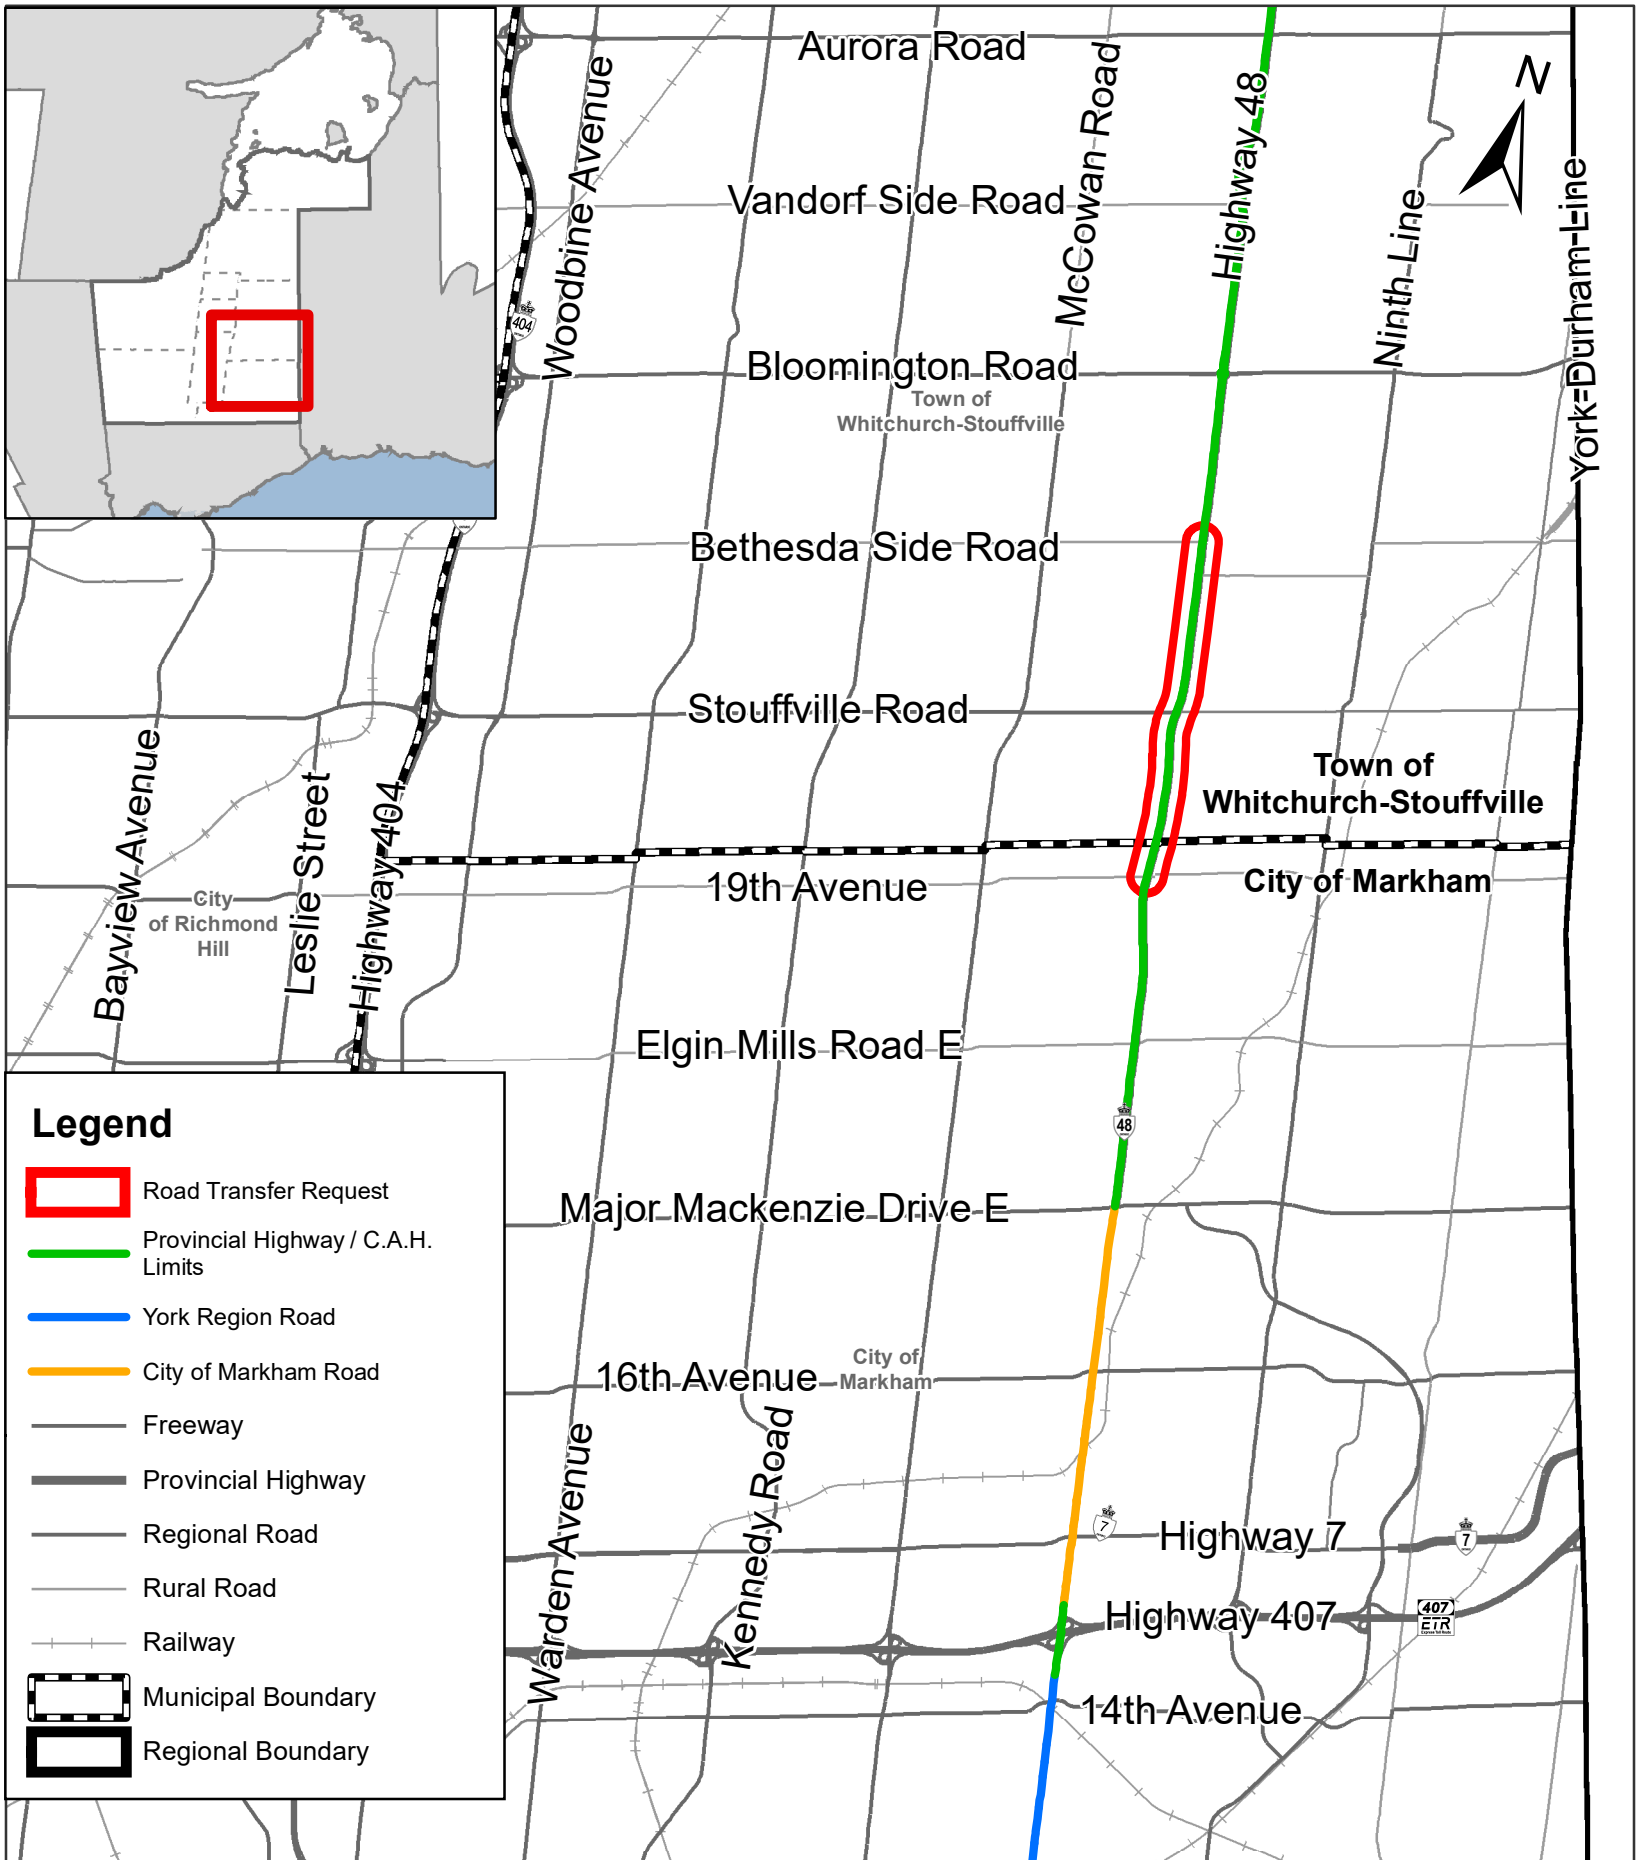 Aurora Road
N
Woodbine Avenue
McCowan Road
Highway 48
Vandorf Side Road
Ninth Line
York-Durham Line
404
Bloomington Road
Town of
Whitchurch-Stouffville
Bethesda Side Road
Stouffville Road
Town of
Whitchurch-Stouffville
Bayview Avenue
Leslie Street
Highway 404
19th Avenue
City of Markham
City
of Richmond
Hill
Elgin Mills Road E
48
Major Mackenzie Drive E
16th Avenue
City of
Markham
Warden Avenue
Kennedy Road
7
Highway 7
7
Highway 407
407
ETR
14th Avenue
Legend
Road Transfer Request
Provincial Highway / C.A.H.
Limits
York Region Road
City of Markham Road
Freeway
Provincial Highway
Regional Road
Rural Road
Railway
Municipal Boundary
Regional Boundary